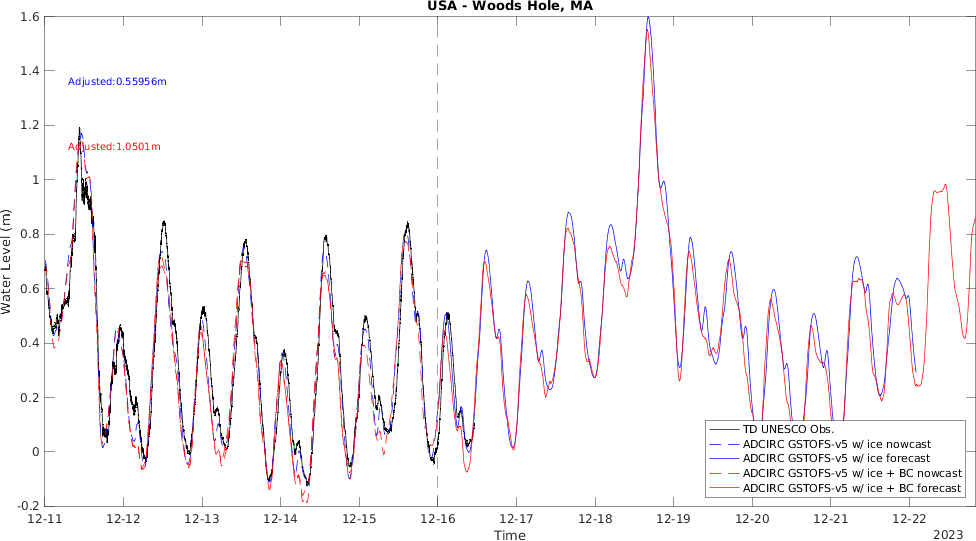 USA - Woods Hole, MA
1.6
1.4
1.2
1
0.8
0.6
0.4
0.2
0
-0.2
Water Level (m)
Adjusted:0.55956m
Adjusted:1.0501m
TD UNESCO Obs.
ADCIRC GSTOFS-v5 w/ ice nowcast
ADCIRC GSTOFS-v5 w/ ice forecast
ADCIRC GSTOFS-v5 w/ ice + BC nowcast
ADCIRC GSTOFS-v5 w/ ice + BC forecast
12-11 12-12 12-13 12-14 12-15 12-16 12-17 12-18 12-19 12-20 12-21 12-22
Time
2023